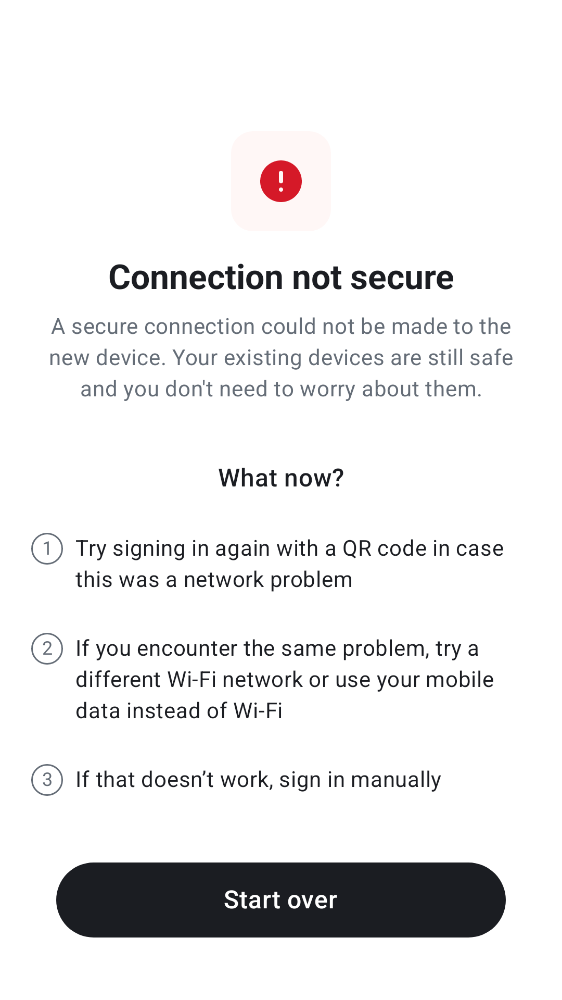 Connection not secure
A secure connection could not be made to the
new device. Your existing devices are still safe
and you don't need to worry about them.
What now?
1 Try signing in again with a QR code in case
this was a network problem
2 If you encounter the same problem, try a
different Wi-Fi network or use your mobile
data instead of Wi-Fi
3 If that doesn’t work, sign in manually
Start over